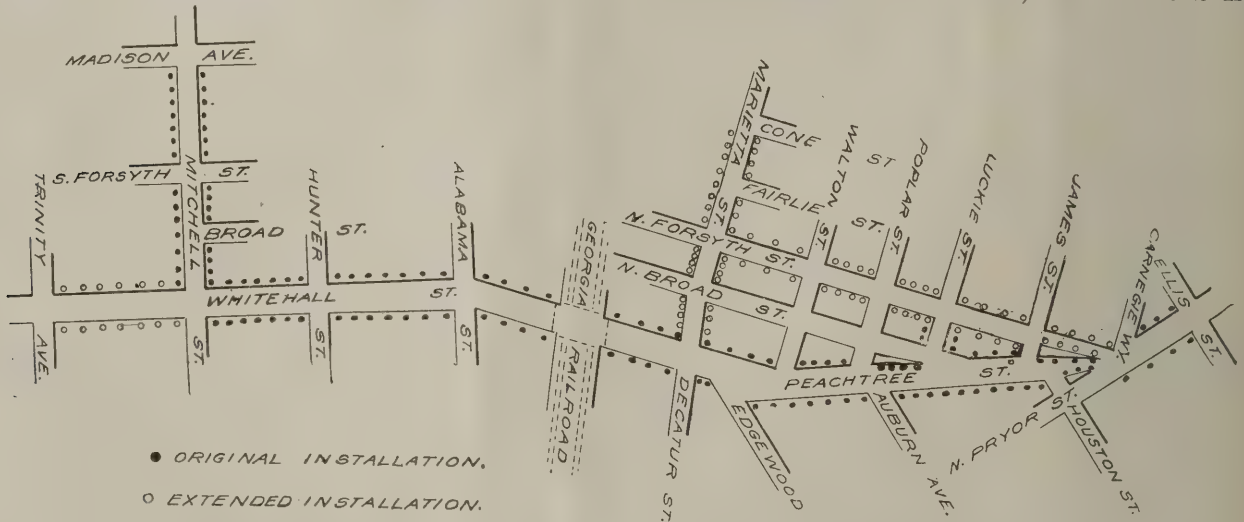 MADISON AVE.
S. FORSYTH ST.
TRINITY AVE.
MITCHELL ST.
BROAD ST.
HUNTER ST.
ALABAMA ST.
WHITEHALL ST.
GEORGIA RAILROAD
MARIETTA ST.
CONE ST
FAIRLIE ST.
N. FORSYTH ST.
N. BROAD ST.
WALTON ST.
POPLAR ST.
LUCKIE ST.
JAMES ST.
CARNEGIE WY.
ELLIS ST.
PEACHTREE ST.
DECATUR ST.
EDGEWOOD
AUBURN AVE.
N. PRYOR ST.
HOUSTON ST.
ORIGINAL INSTALLATION.
EXTENDED INSTALLATION.